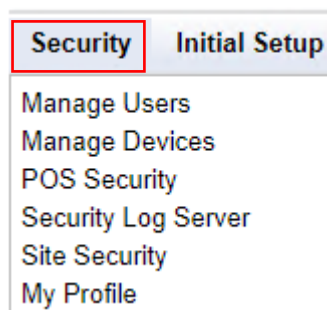 Security Initial Setup
Manage Users
Manage Devices
POS Security
Security Log Server
Site Security
My Profile